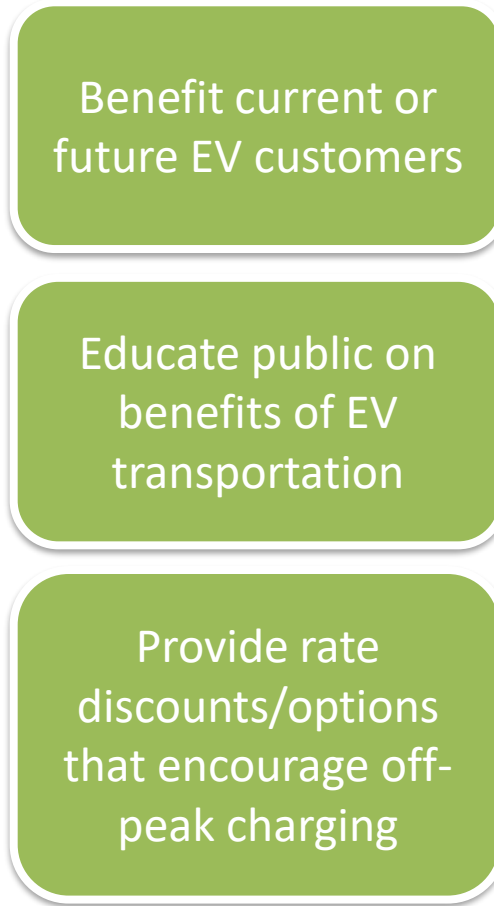 Benefit current or
future EV customers
Educate public on
benefits of EV
transportation
Provide rate
discounts/options
that encourage off-
peak charging